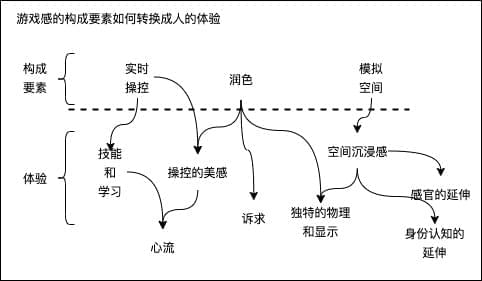 游戏感的构成要素如何转换成人的体验
构成
要素
实时
操控
润色
模拟
空间
体验
技能
和
学习
操控的美感
空间沉浸感
心流
诉求
独特的物理
和显示
感官的延伸
身份认知的
延伸